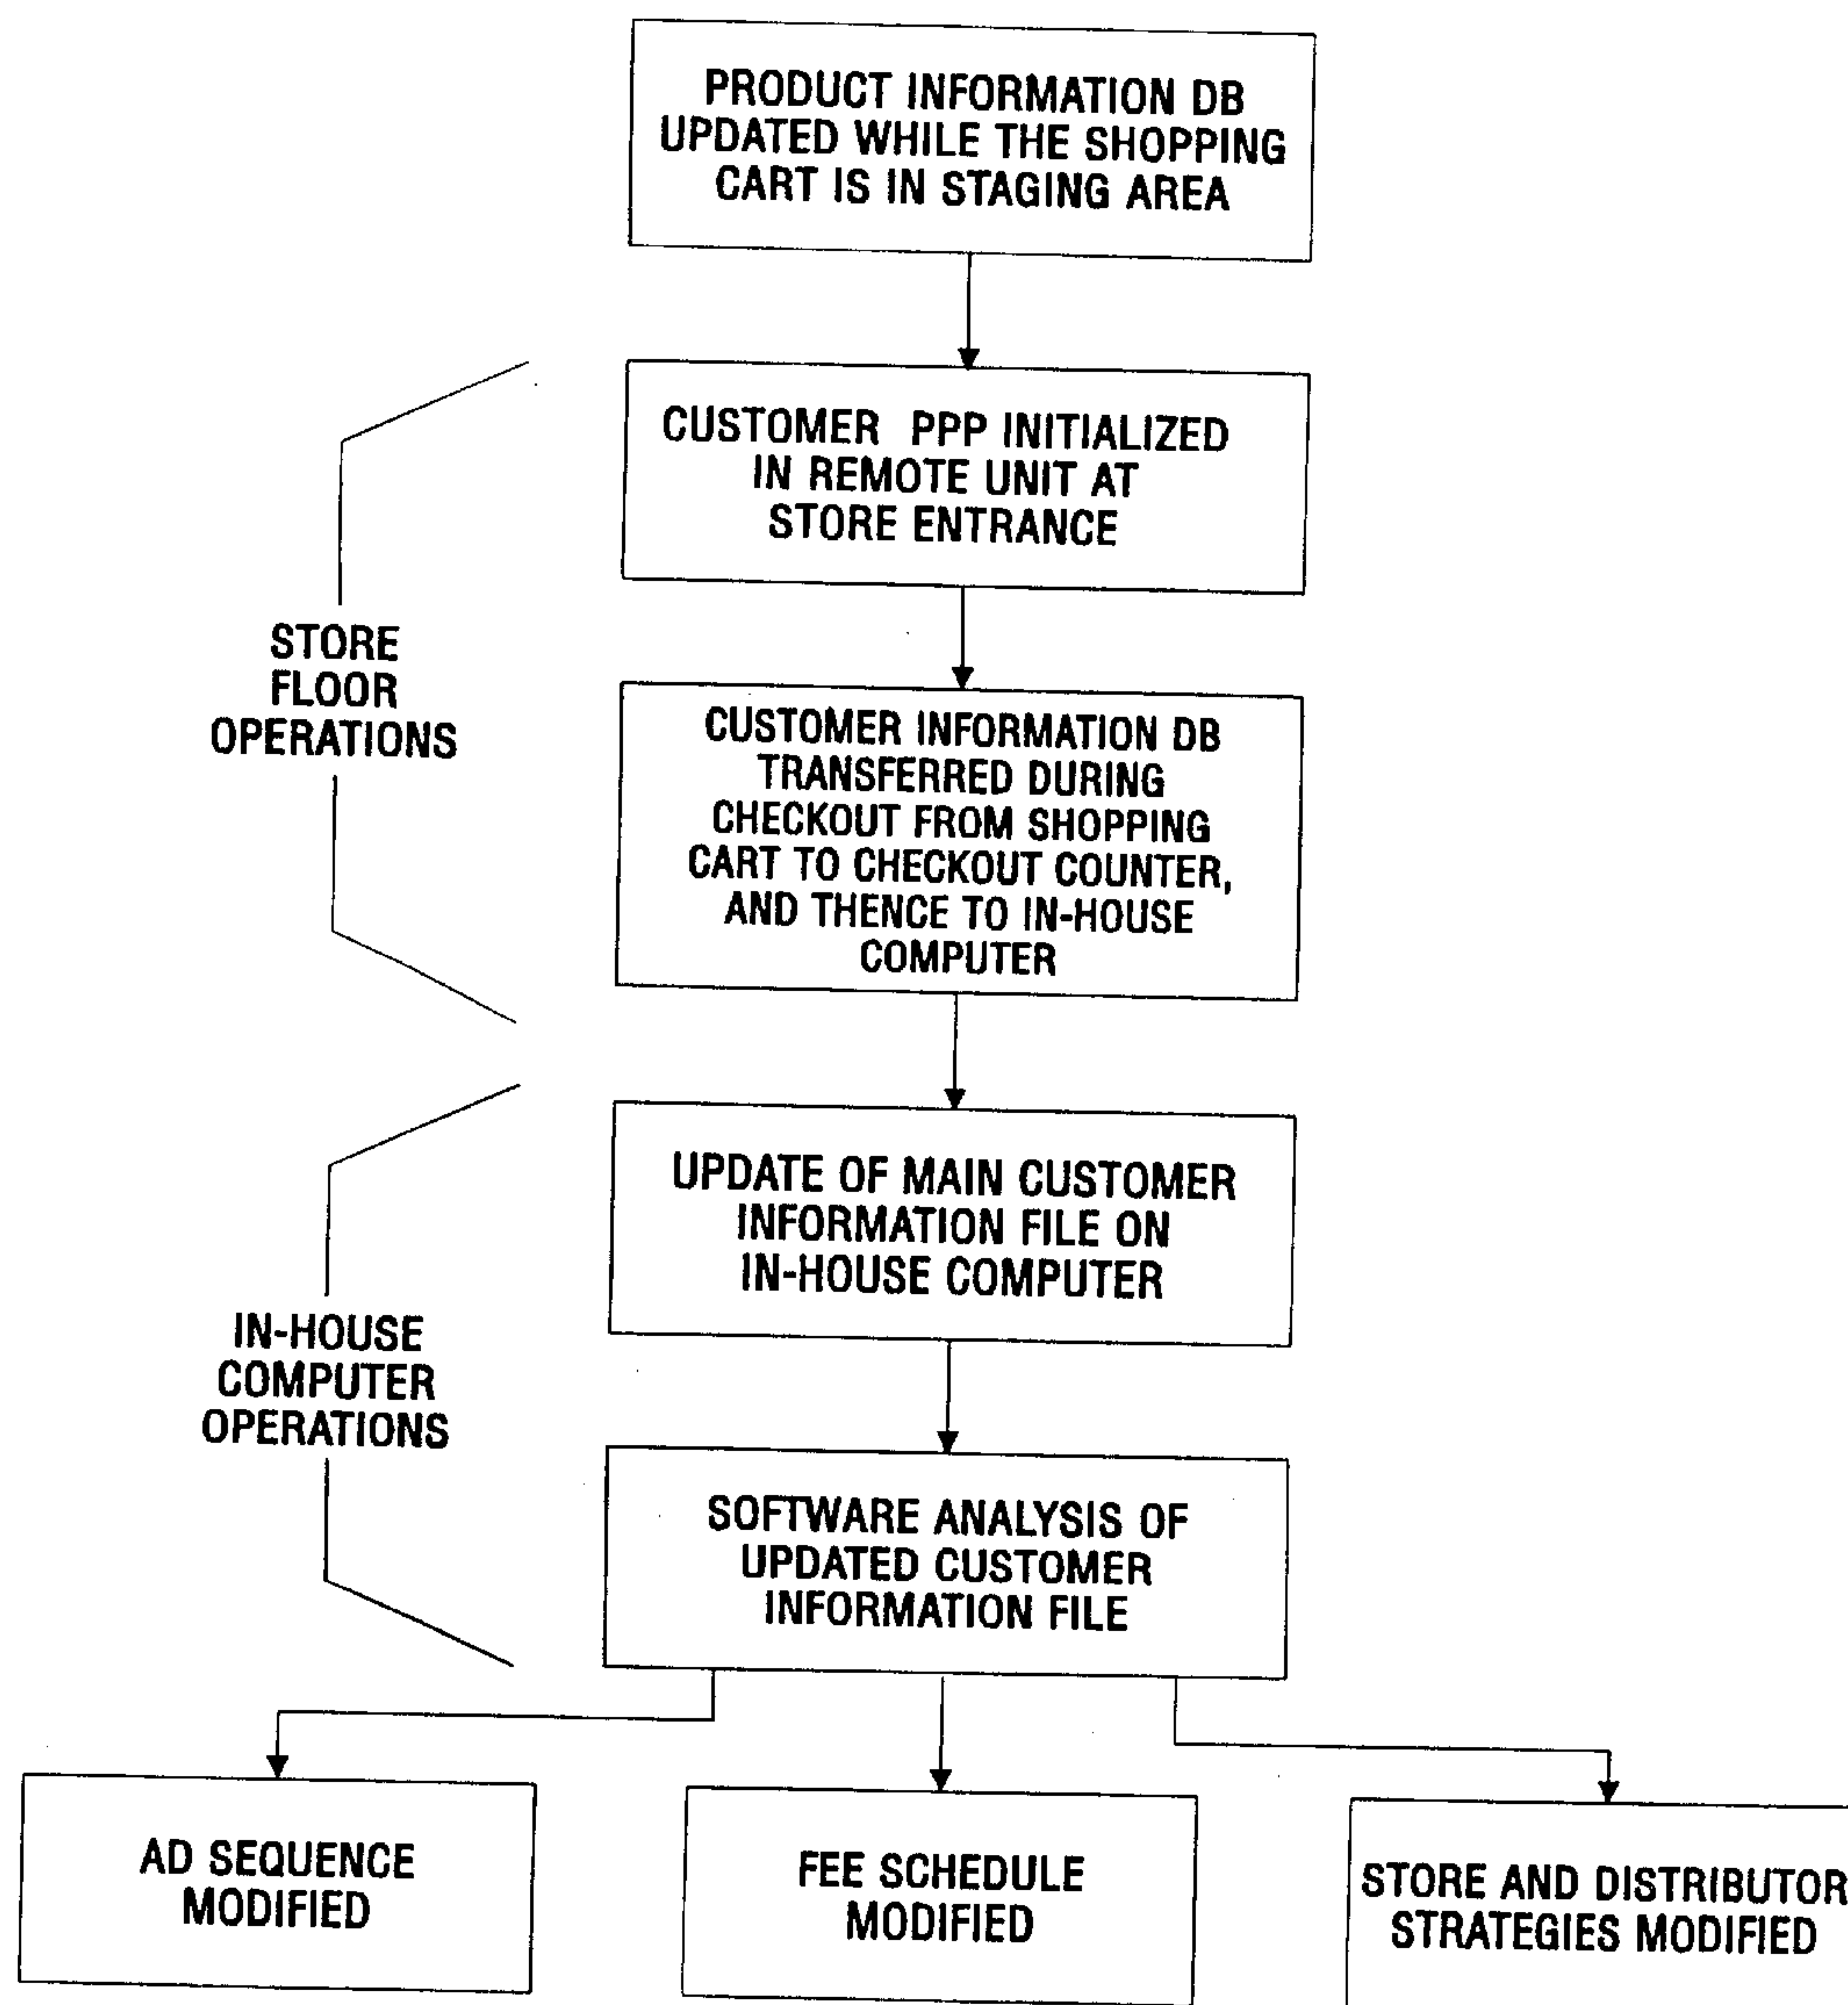 PRODUCT INFORMATION DB
UPDATED WHILE THE SHOPPING
CART IS IN STAGING AREA
CUSTOMER PPP INITIALIZED
IN REMOTE UNIT AT
STORE ENTRANCE
STORE
FLOOR
OPERATIONS
CUSTOMER INFORMATION DB
TRANSFERRED DURING
CHECKOUT FROM SHOPPING
CART TO CHECKOUT COUNTER,
AND THENCE TO IN-HOUSE
COMPUTER
UPDATE OF MAIN CUSTOMER
INFORMATION FILE ON
IN-HOUSE COMPUTER
IN-HOUSE
COMPUTER
OPERATIONS
SOFTWARE ANALYSIS OF
UPDATED CUSTOMER
INFORMATION FILE
AD SEQUENCE
MODIFIED
FEE SCHEDULE
MODIFIED
STORE AND DISTRIBUTOR
STRATEGIES MODIFIED